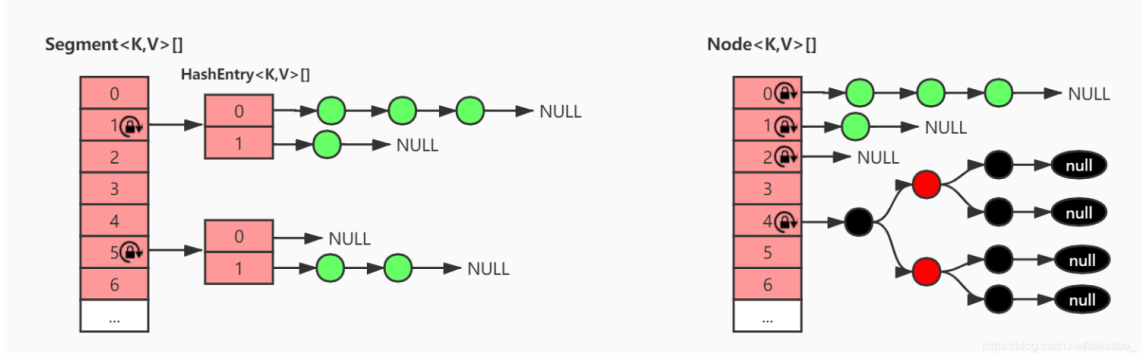 Segment<K,V>[]
HashEntry<K,V>[]
0
1
2
3
4
5
6
...
0
1
NULL
NULL
0
1
NULL
NULL
Node<K,V>[]
0
1
2
3
4
5
6
...
NULL
NULL
NULL
null
null
null
null
https://blog.csdn.net/Baisitao_